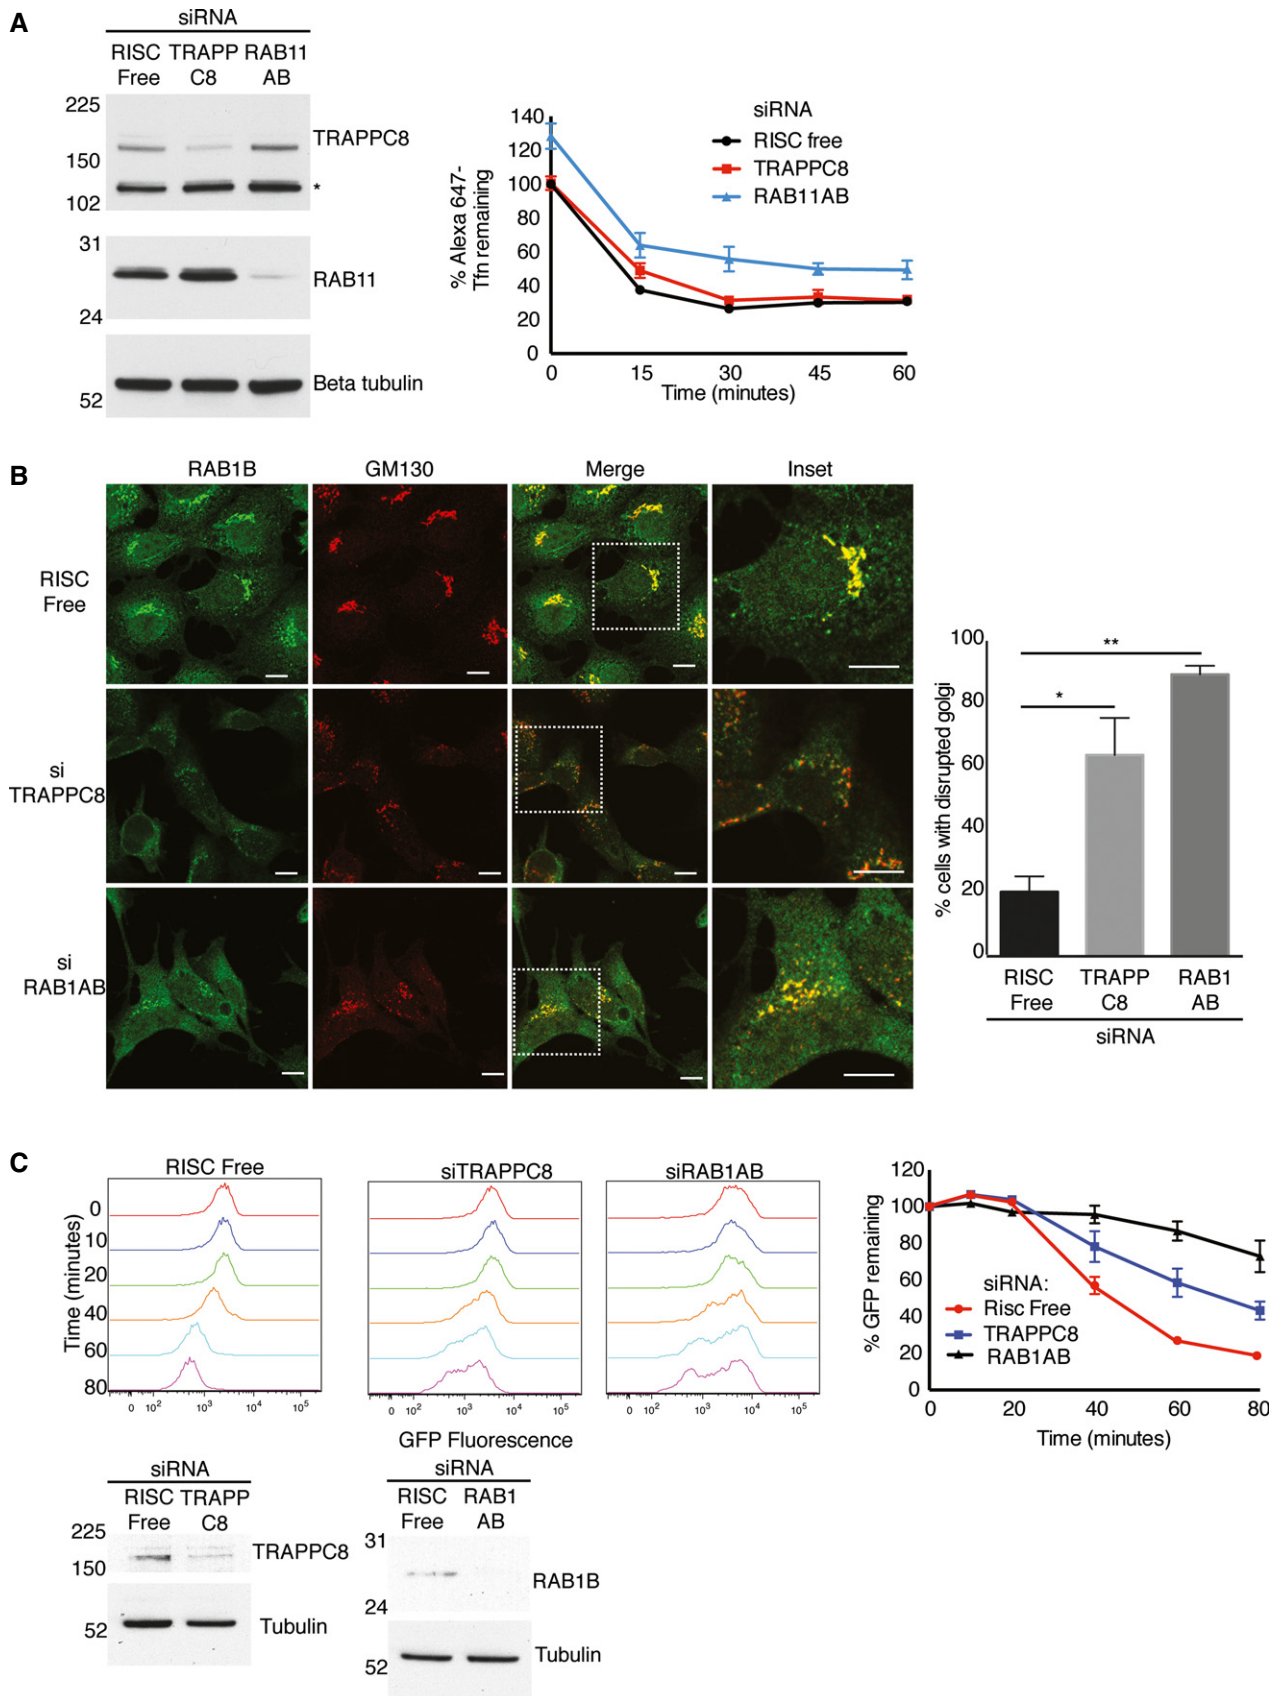 A
siRNA
RISC TRAPP RAB11
Free C8 AB
225
150
102
TRAPPC8
*
31
24
RAB11
52
Beta tubulin
140
120
100
80
60
40
20
0
% Alexa 647-
Tfn remaining
siRNA
RISC free
TRAPPC8
RAB11AB
0 15 30 45 60
Time (minutes)
B
RAB1B GM130 Merge Inset
RISC
Free
si
TRAPPC8
si
RAB1AB
100
80
60
40
20
0
% cells with disrupted golgi
**
*
RISC TRAPP RAB1
Free C8 AB
siRNA
C
RISC Free siTRAPPC8 siRAB1AB
Time (minutes)
0
10
20
40
60
80
0 10² 10³ 10⁴ 10⁵
0 10² 10³ 10⁴ 10⁵
0 10² 10³ 10⁴ 10⁵
GFP Fluorescence
120
100
80
60
40
20
0
% GFP remaining
siRNA:
Risc Free
TRAPPC8
RAB1AB
0 20 40 60 80
Time (minutes)
siRNA
RISC TRAPP
Free C8
225
150
TRAPPC8
52
Tubulin
siRNA
RISC RAB1
Free AB
31
24
RAB1B
52
Tubulin